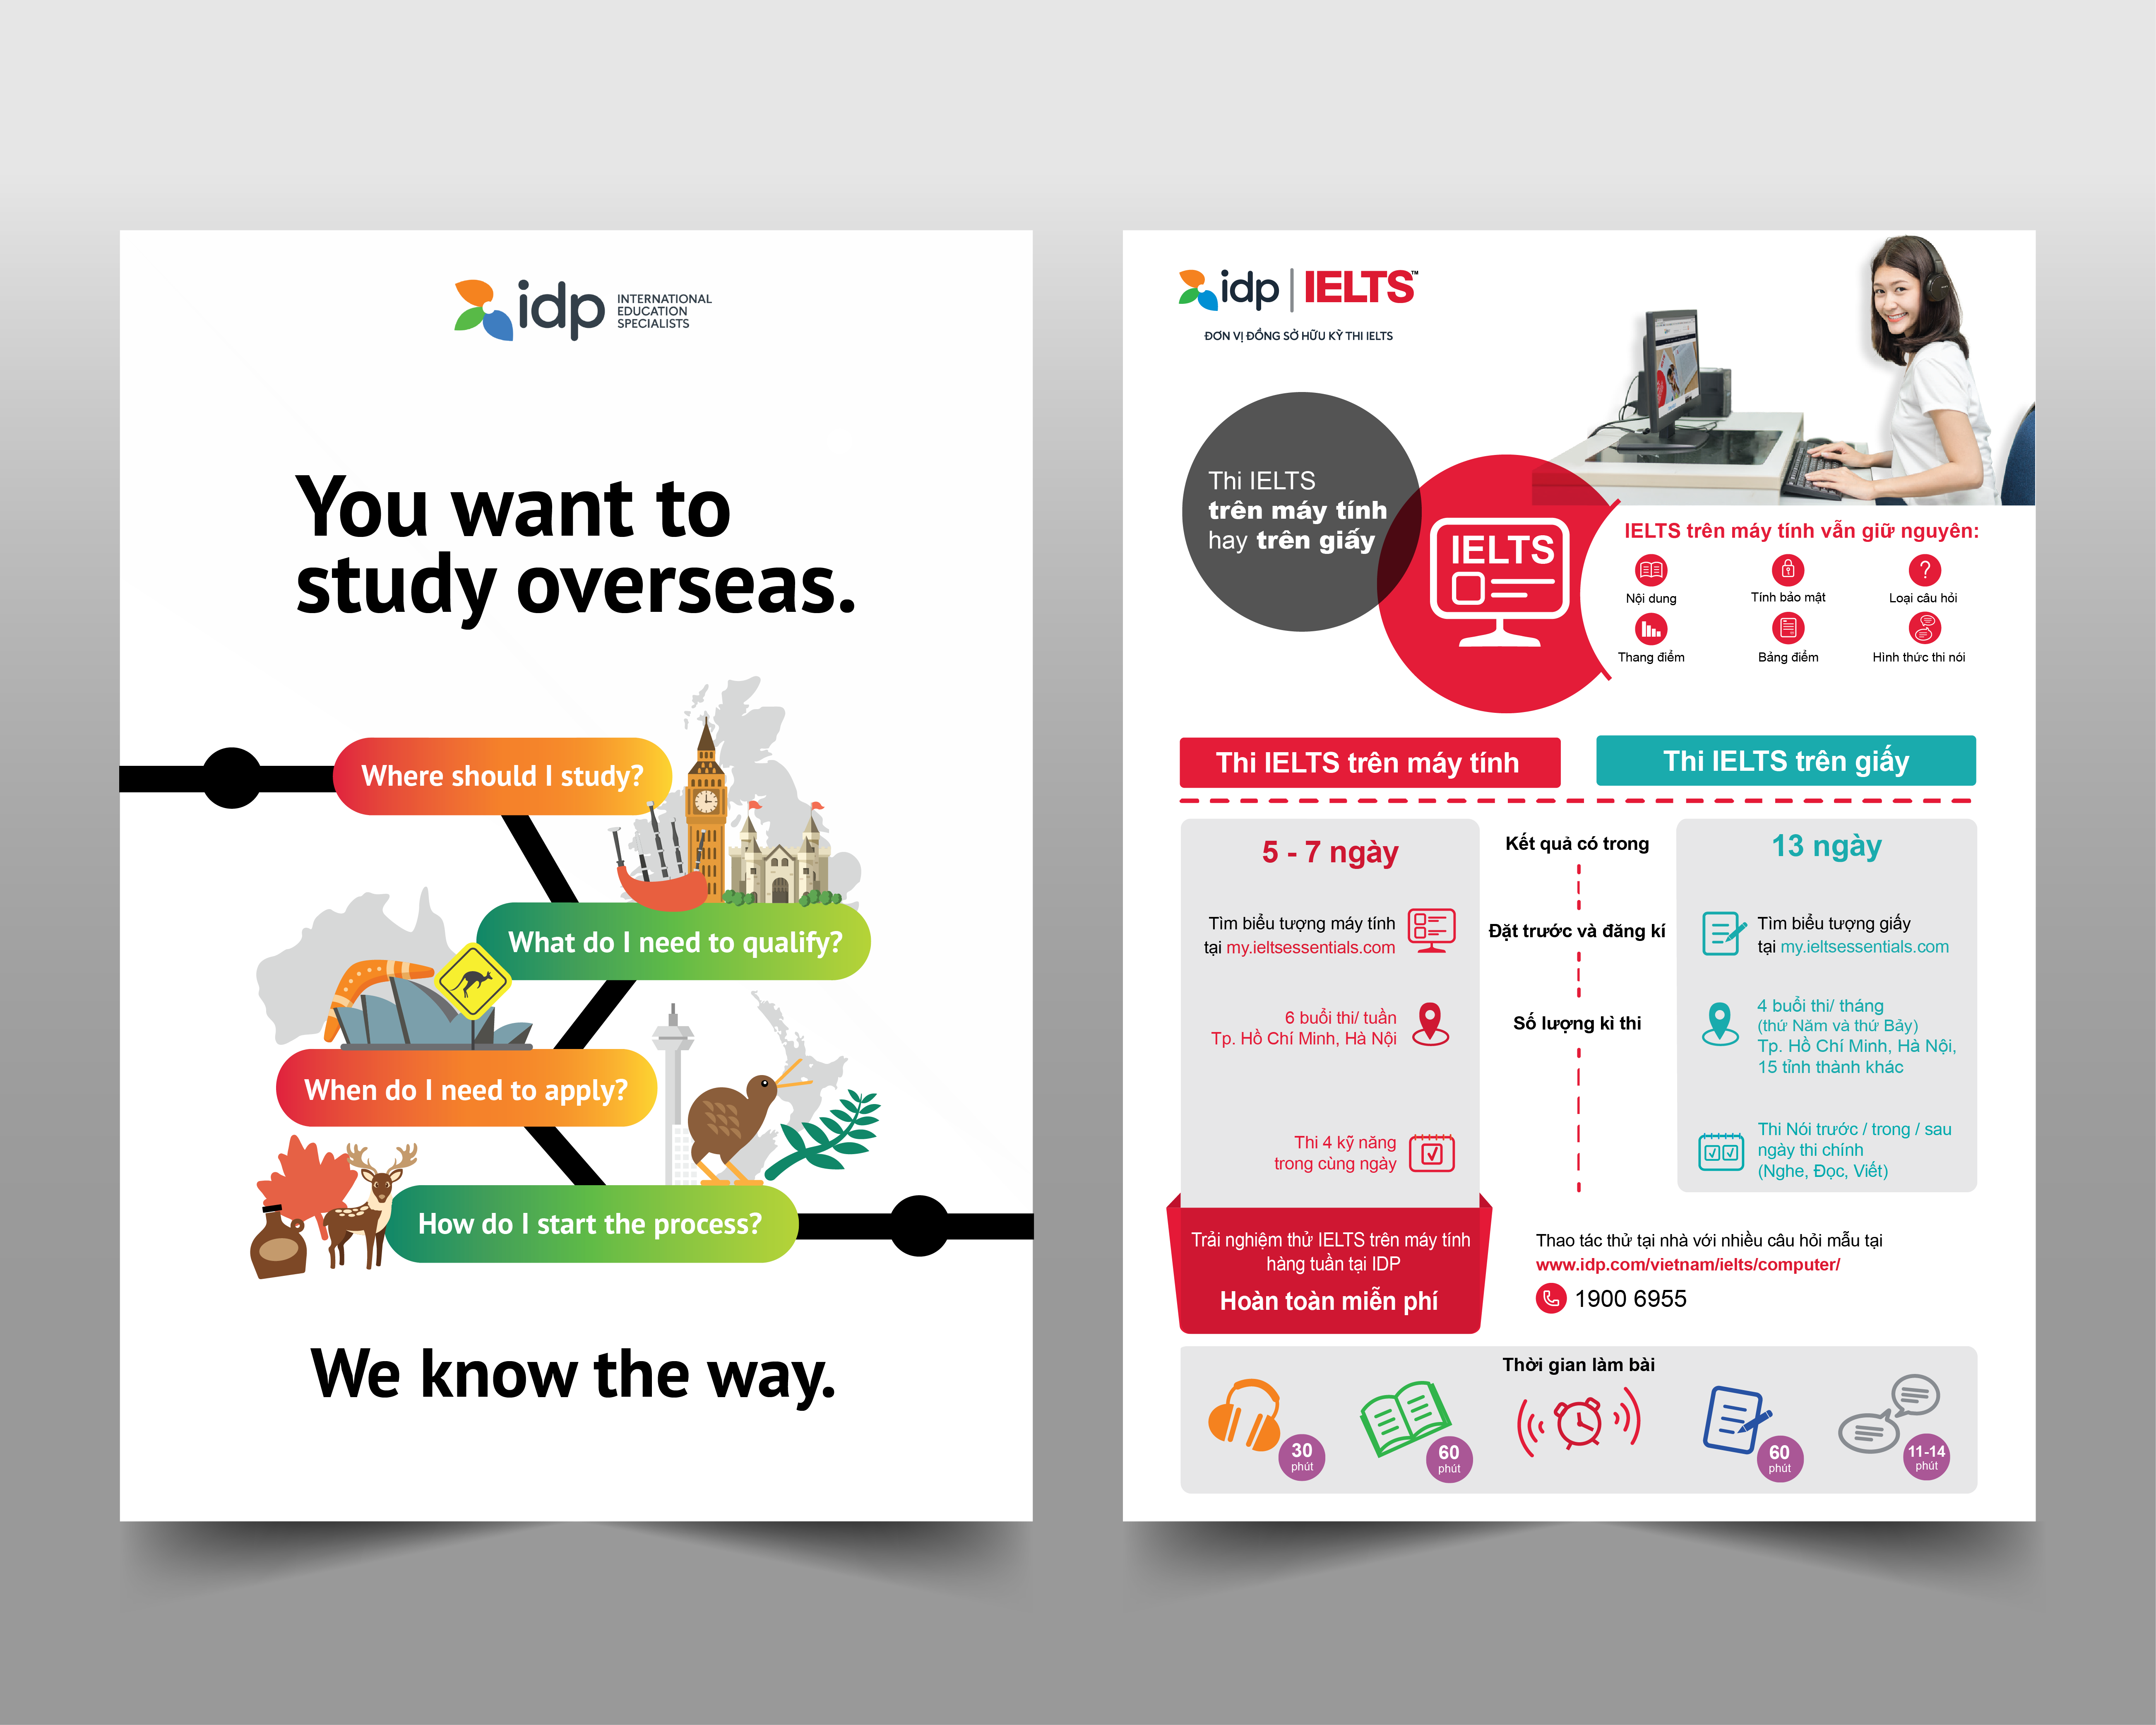 idp
INTERNATIONAL
EDUCATION
SPECIALISTS
You want to
study overseas.
Where should I study?
What do I need to qualify?
When do I need to apply?
How do I start the process?
We know the way.
idp | IELTS™
ĐƠN VỊ ĐỒNG SỞ HỮU KỲ THI IELTS
Thi IELTS
trên máy tính
hay trên giấy
IELTS
IELTS trên máy tính vẫn giữ nguyên:
Nội dung
Tính bảo mật
Loại câu hỏi
Thang điểm
Bảng điểm
Hình thức thi nói
Thi IELTS trên máy tính
Thi IELTS trên giấy
5 - 7 ngày
Kết quả có trong
13 ngày
Tìm biểu tượng máy tính
tại my.ieltsessentials.com
Đặt trước và đăng kí
Tìm biểu tượng giấy
tại my.ieltsessentials.com
6 buổi thi/ tuần
Tp. Hồ Chí Minh, Hà Nội
Số lượng kì thi
4 buổi thi/ tháng
(thứ Năm và thứ Bảy)
Tp. Hồ Chí Minh, Hà Nội,
15 tỉnh thành khác
Thi 4 kỹ năng
trong cùng ngày
Thi Nói trước / trong / sau
ngày thi chính
(Nghe, Đọc, Viết)
Trải nghiệm thử IELTS trên máy tính
hàng tuần tại IDP
Hoàn toàn miễn phí
Thao tác thử tại nhà với nhiều câu hỏi mẫu tại
www.idp.com/vietnam/ielts/computer/
1900 6955
Thời gian làm bài
30
phút
60
phút
60
phút
11-14
phút